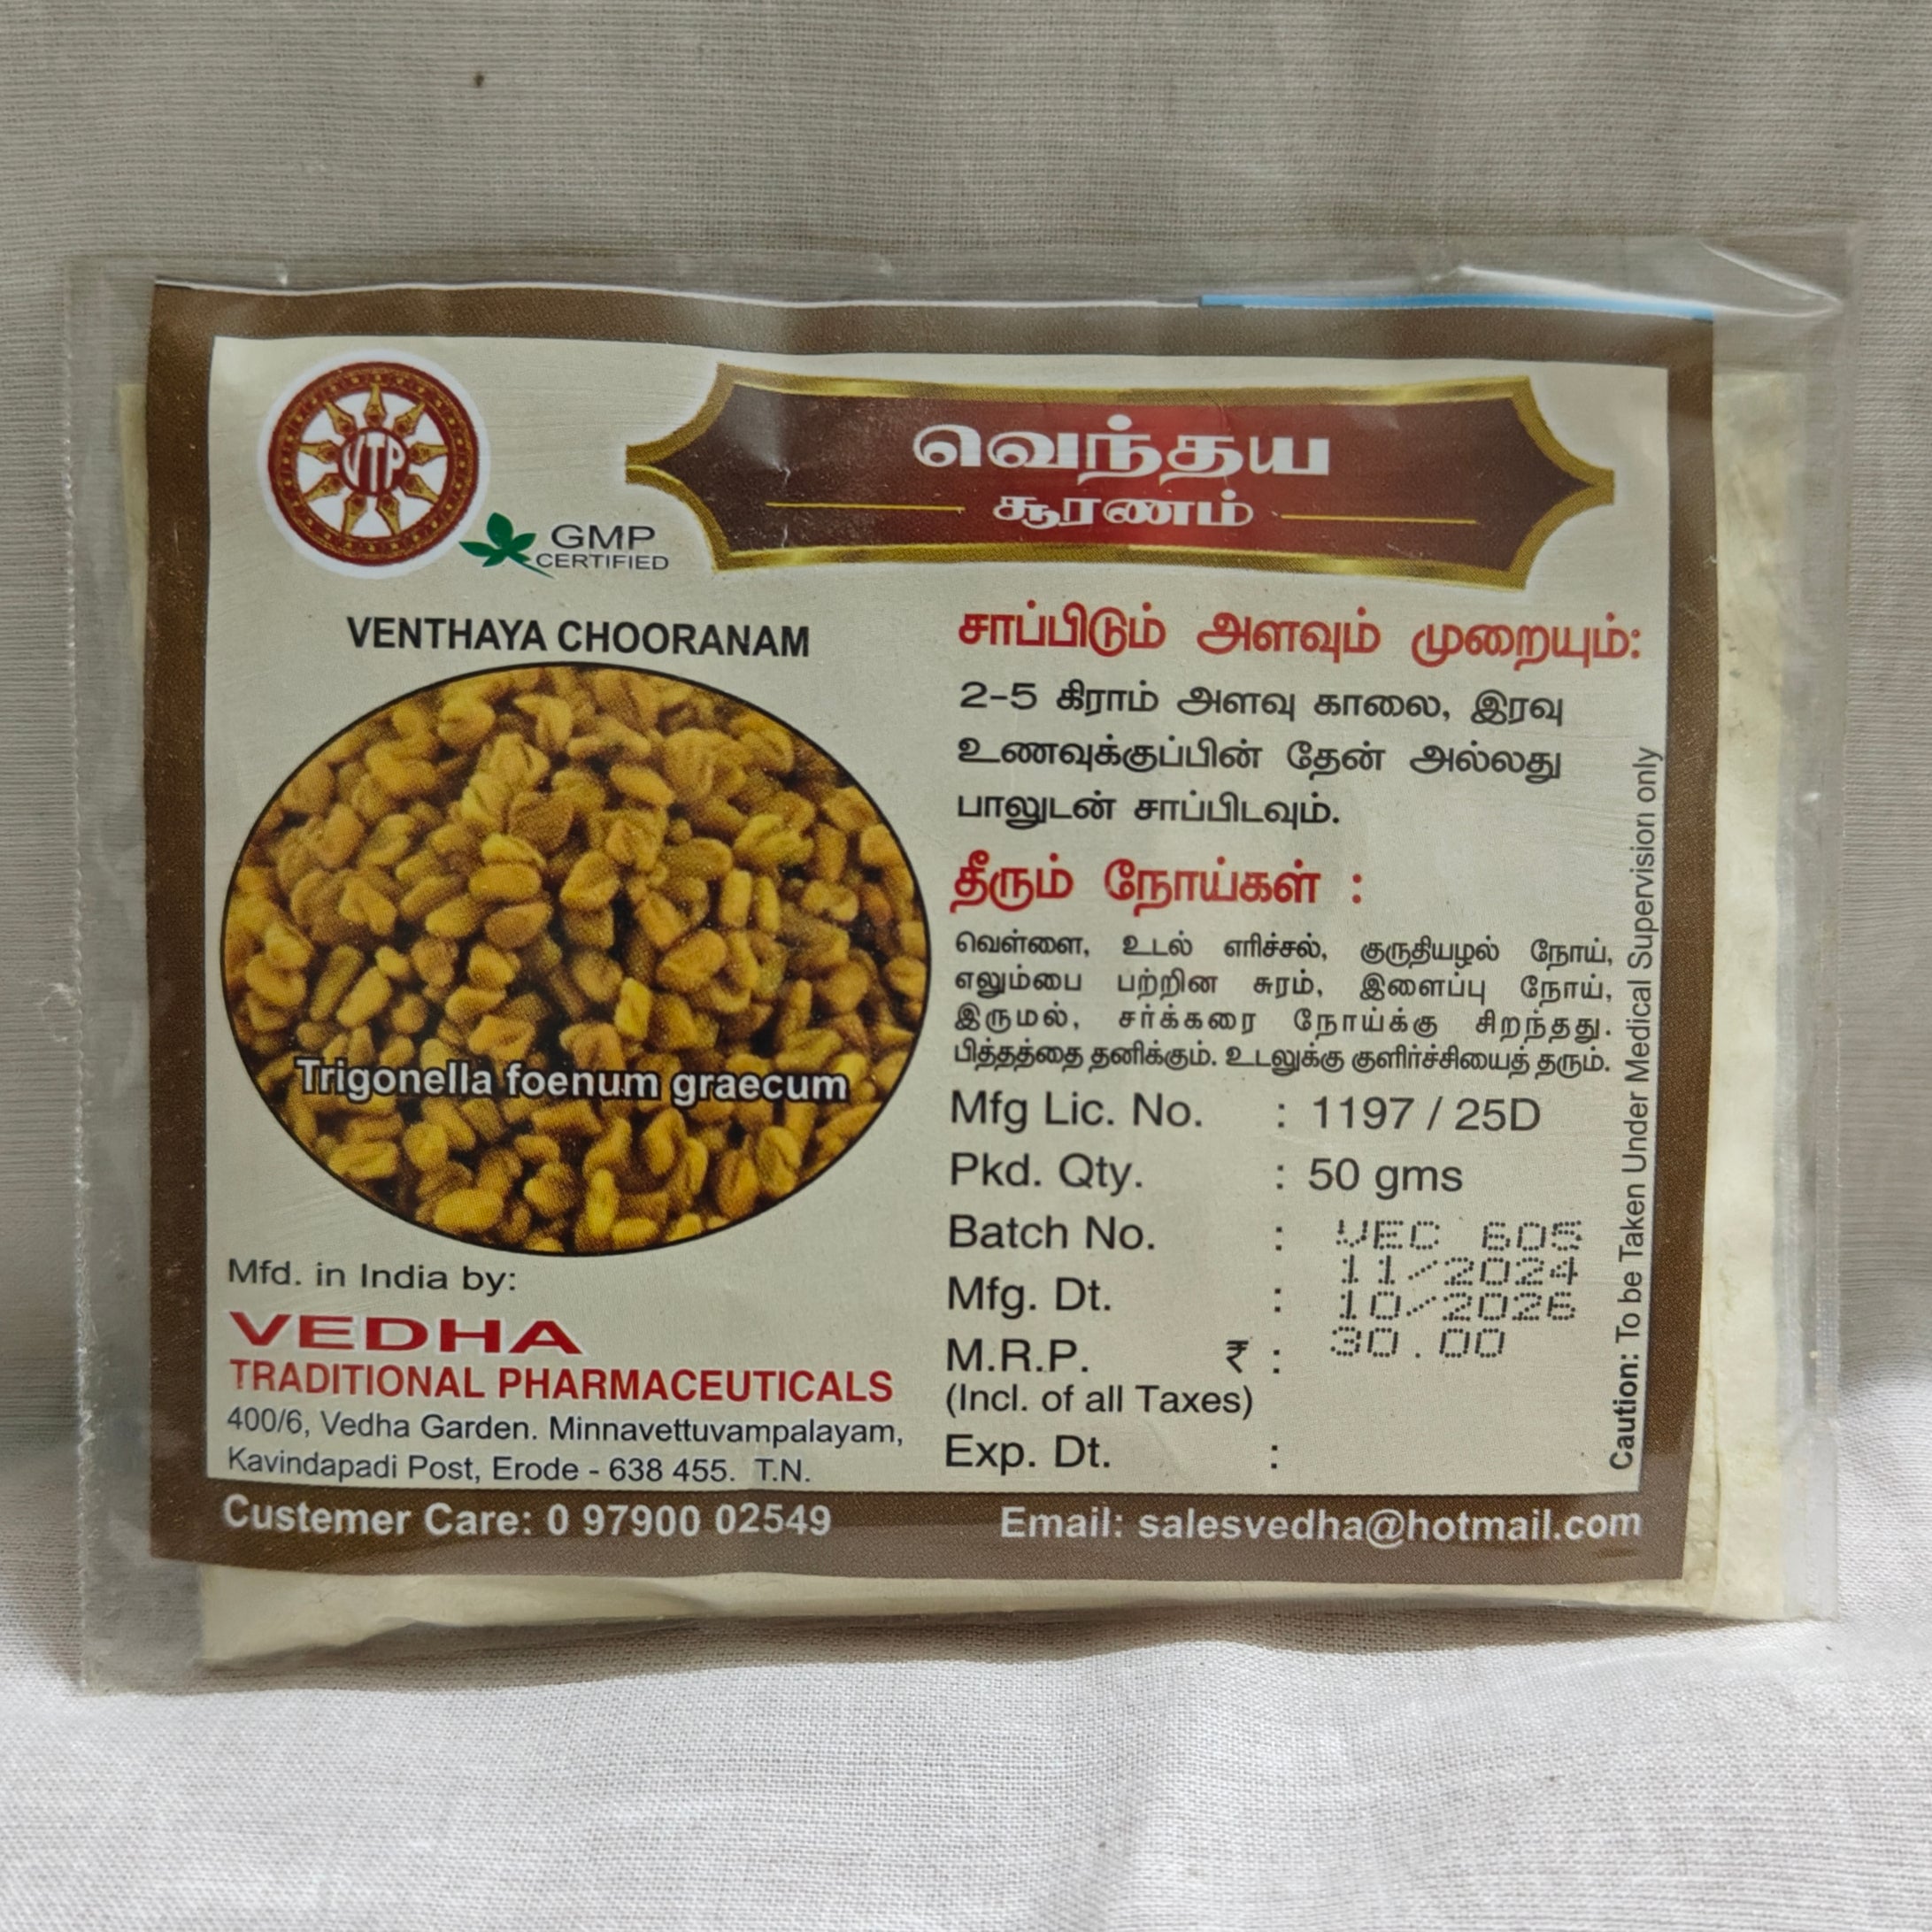 VTP
GMP
CERTIFIED
வெந்தய
சூரணம்
VENTHAYA CHOORANAM
Trigonella foenum graecum
Mfd. in India by:
VEDHA
TRADITIONAL PHARMACEUTICALS
400/6, Vedha Garden. Minnavettuvampalayam,
Kavindapadi Post, Erode - 638 455. T.N.
சாப்பிடும் அளவும் முறையும்:
2-5 கிராம் அளவு காலை, இரவு
உணவுக்குப்பின் தேன் அல்லது
பாலுடன் சாப்பிடவும்.
தீரும் நோய்கள் :
வெள்ளை, உடல் எரிச்சல், குருதியழல் நோய்,
எலும்பை பற்றின சுரம், இளைப்பு நோய்,
இருமல், சர்க்கரை நோய்க்கு சிறந்தது.
பித்தத்தை தனிக்கும். உடலுக்கு குளிர்ச்சியைத் தரும்.
Mfg Lic. No. : 1197 / 25D
Pkd. Qty. : 50 gms
Batch No. : VEC 605
11/2024
Mfg. Dt. : 10/2026
M.R.P. ₹ : 30.00
(Incl. of all Taxes)
Exp. Dt. :
Caution: To be Taken Under Medical Supervision only
Custemer Care: 0 97900 02549
Email: salesvedha@hotmail.com